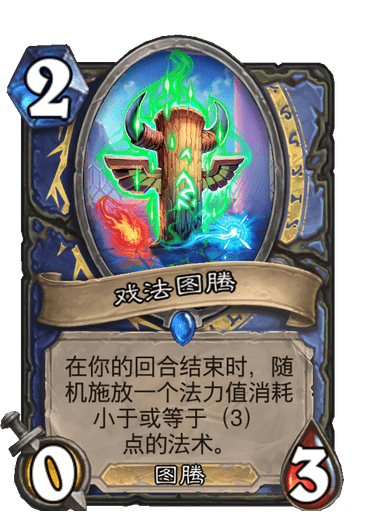 2
戏法图腾
在你的回合结束时，随
机施放一个法力值消耗
小于或等于（3）
点的法术。
图腾
0
3